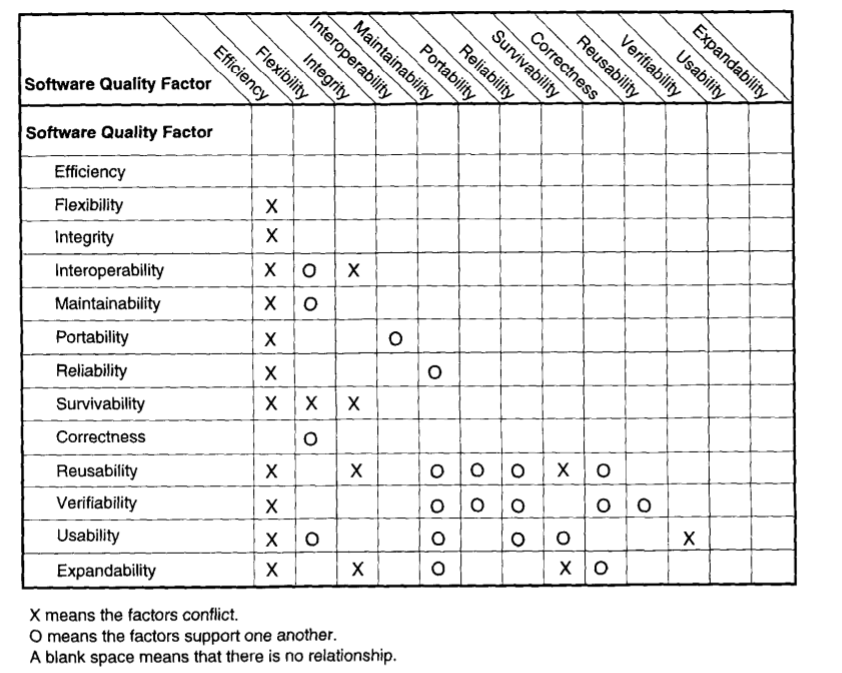 Efficiency
Flexibility
Integrity
Interoperability
Maintainability
Portability
Reliability
Survivability
Correctness
Reusability
Verifiability
Usability
Expandability
Software Quality Factor
Software Quality Factor
Efficiency
Flexibility X
Integrity X
Interoperability X O X
Maintainability X O
Portability X O
Reliability X O
Survivability X X X
Correctness O
Reusability X X O O O X O
Verifiability X O O O O O
Usability X O O O O X
Expandability X X O X O
X means the factors conflict.
O means the factors support one another.
A blank space means that there is no relationship.